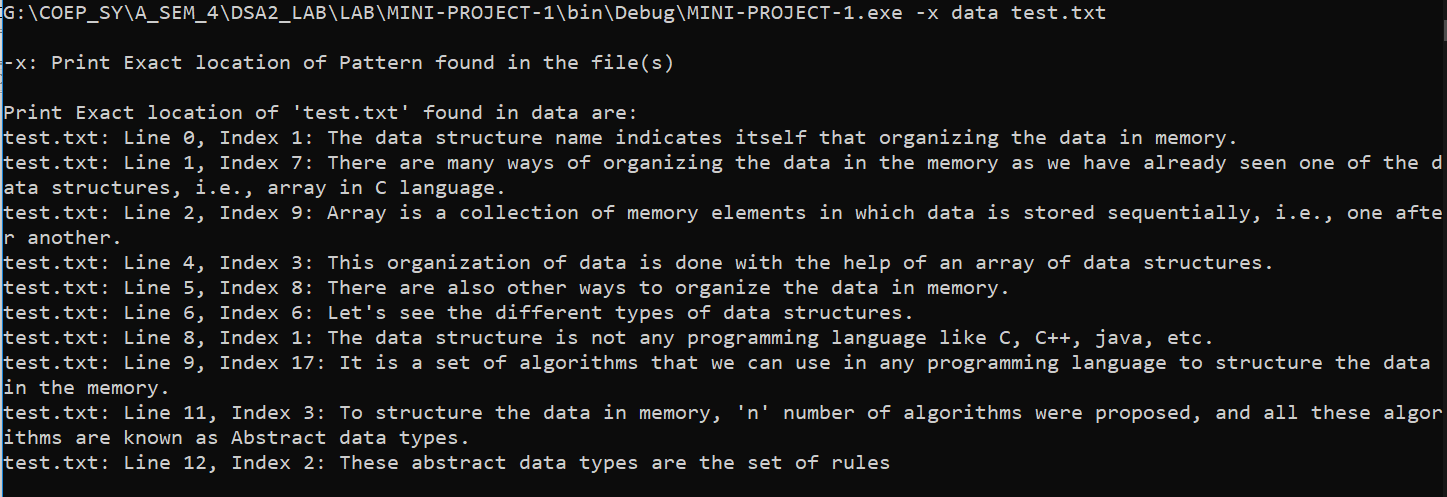 G:\COEP_SY\A_SEM_4\DSA2_LAB\LAB\MINI-PROJECT-1\bin\Debug\MINI-PROJECT-1.exe -x data test.txt
-x: Print Exact location of Pattern found in the file(s)
Print Exact location of 'test.txt' found in data are:
test.txt: Line 0, Index 1: The data structure name indicates itself that organizing the data in memory.
test.txt: Line 1, Index 7: There are many ways of organizing the data in the memory as we have already seen one of the d
ata structures, i.e., array in C language.
test.txt: Line 2, Index 9: Array is a collection of memory elements in which data is stored sequentially, i.e., one afte
r another.
test.txt: Line 4, Index 3: This organization of data is done with the help of an array of data structures.
test.txt: Line 5, Index 8: There are also other ways to organize the data in memory.
test.txt: Line 6, Index 6: Let's see the different types of data structures.
test.txt: Line 8, Index 1: The data structure is not any programming language like C, C++, java, etc.
test.txt: Line 9, Index 17: It is a set of algorithms that we can use in any programming language to structure the data
in the memory.
test.txt: Line 11, Index 3: To structure the data in memory, 'n' number of algorithms were proposed, and all these algor
ithms are known as Abstract data types.
test.txt: Line 12, Index 2: These abstract data types are the set of rules